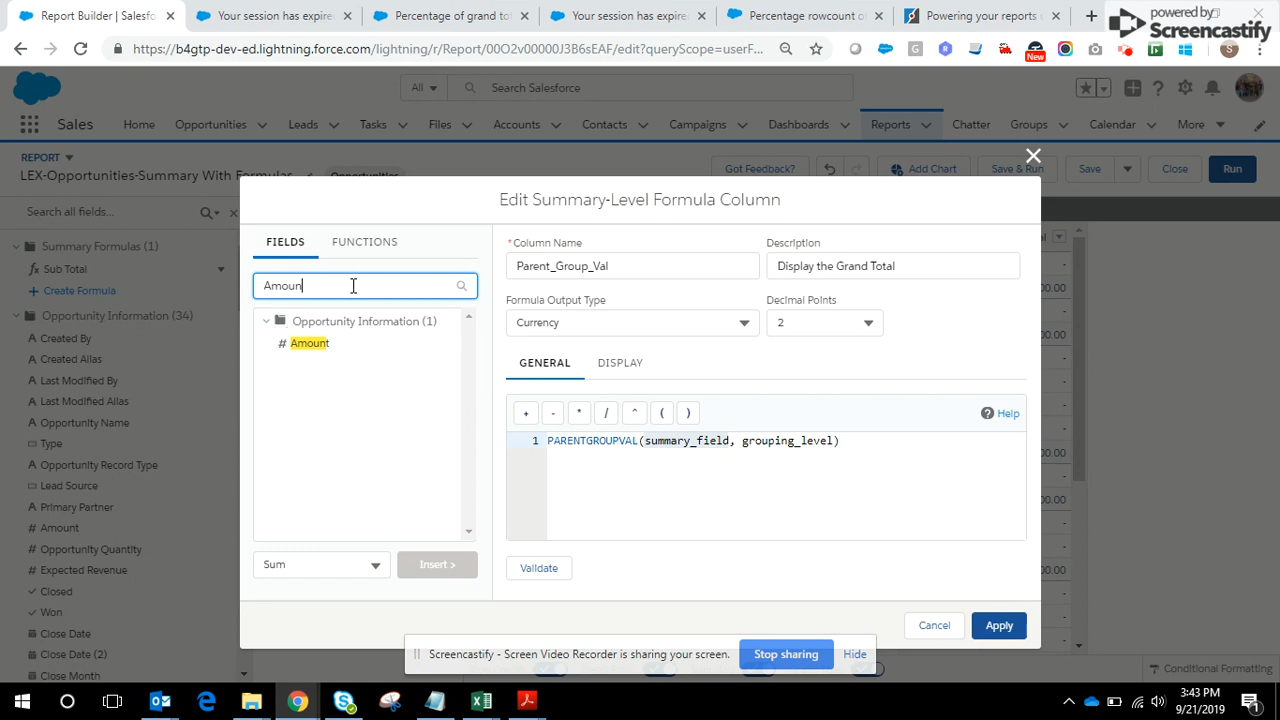 Report Builder | Salesfo
Your session has expire
Percentage of grand to
Your session has expire
Percentage rowcount o
Powering your reports u
powered by
Screencastify
https://b4gtp-dev-ed.lightning.force.com/lightning/r/Report/00O2v00000J3B6sEAF/edit?queryScope=userF...
New
All
Search Salesforce
Sales
Home
Opportunities
Leads
Tasks
Files
Accounts
Contacts
Campaigns
Dashboards
Reports
Chatter
Groups
Calendar
More
REPORT
LEX-Opportunities-Summary With Formulas
Opportunities
Got Feedback?
Add Chart
Save & Run
Save
Close
Run
Search all fields...
Summary Formulas (1)
fx Sub Total
Create Formula
Opportunity Information (34)
A Created By
A Created Alias
A Last Modified By
A Last Modified Alias
A Opportunity Name
Type
A Opportunity Record Type
Lead Source
A Primary Partner
# Amount
# Opportunity Quantity
# Expected Revenue
Closed
Won
Close Date
Close Date (2)
Close Month
Edit Summary-Level Formula Column
FIELDS
FUNCTIONS
Amoun
Opportunity Information (1)
# Amount
Sum
Insert >
* Column Name
Parent_Group_Val
Description
Display the Grand Total
Formula Output Type
Currency
Decimal Points
2
GENERAL
DISPLAY
+ - * / ^ ( )
? Help
1 PARENTGROUPVAL(summary_field, grouping_level)
Validate
Cancel
Apply
Screencastify - Screen Video Recorder is sharing your screen.
Stop sharing
Hide
Conditional Formatting
3:43 PM
9/21/2019